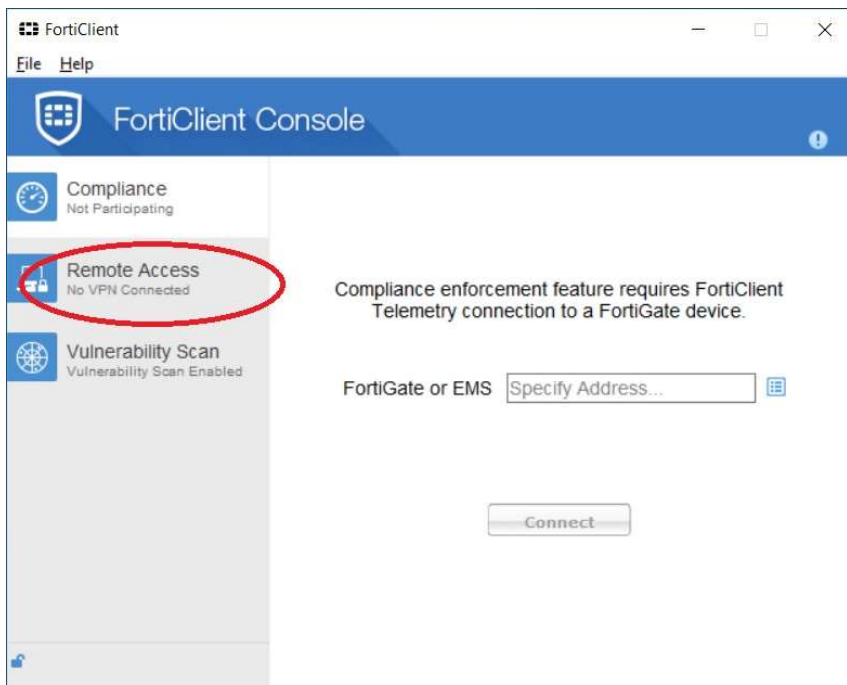 FortiClient
File Help
FortiClient Console
Compliance
Not Participating
Remote Access
No VPN Connected
Vulnerability Scan
Vulnerability Scan Enabled
Compliance enforcement feature requires FortiClient
Telemetry connection to a FortiGate device.
FortiGate or EMS Specify Address...
Connect